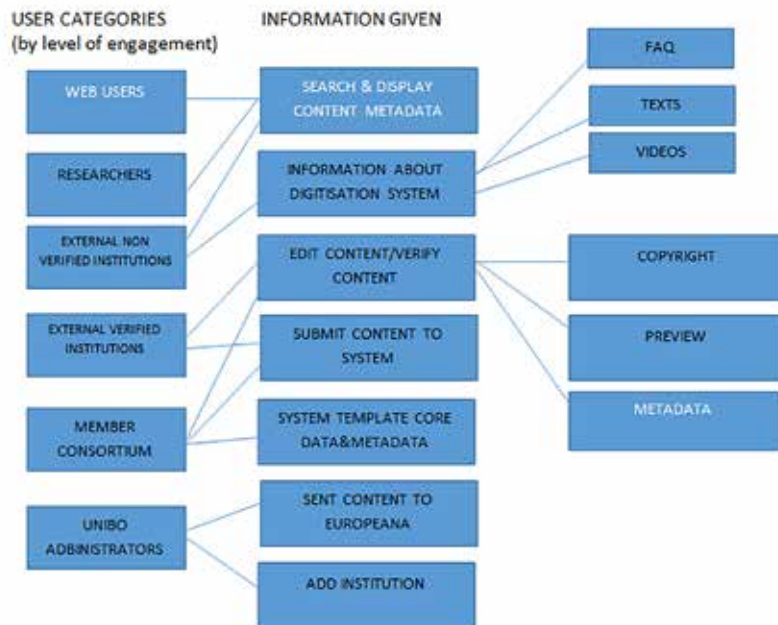 USER CATEGORIES
(by level of engagement)
INFORMATION GIVEN
WEB USERS
RESEARCHERS
EXTERNAL NON
VERIFIED INSTITUTIONS
EXTERNAL VERIFIED
INSTITUTIONS
MEMBER
CONSORTIUM
UNIBO
ADBINISTRATORS
SEARCH & DISPLAY
CONTENT METADATA
INFORMATION ABOUT
DIGITISATION SYSTEM
EDIT CONTENT/VERIFY
CONTENT
SUBMIT CONTENT TO
SYSTEM
SYSTEM TEMPLATE CORE
DATA&METADATA
SENT CONTENT TO
EUROPEANA
ADD INSTITUTION
FAQ
TEXTS
VIDEOS
COPYRIGHT
PREVIEW
METADATA